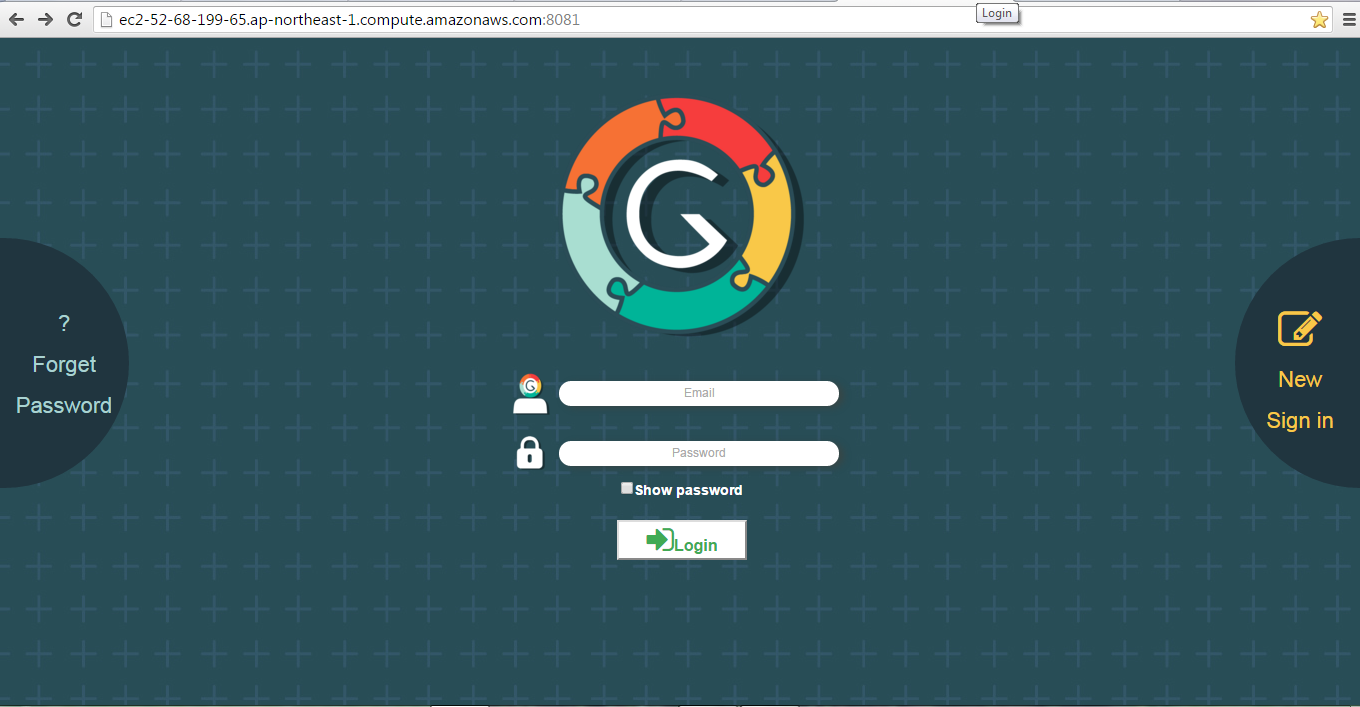 ec2-52-68-199-65.ap-northeast-1.compute.amazonaws.com:8081
Login
G
?
Forget
Password
G
Email
Password
Show password
Login
New
Sign in